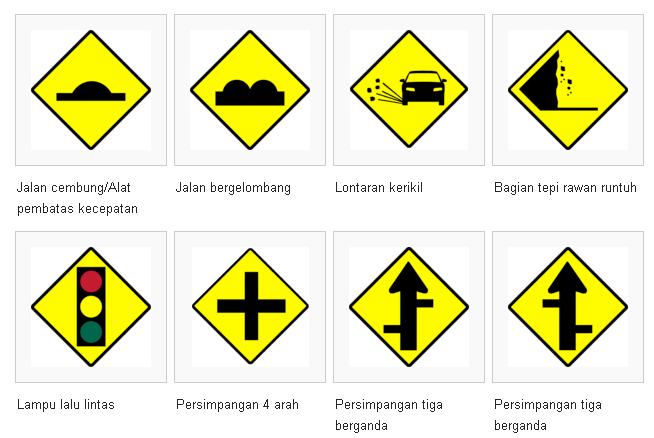 Jalan cembung/Alat
pembatas kecepatan
Jalan bergelombang
Lontaran kerikil
Bagian tepi rawan runtuh
Lampu lalu lintas
Persimpangan 4 arah
Persimpangan tiga
berganda
Persimpangan tiga
berganda